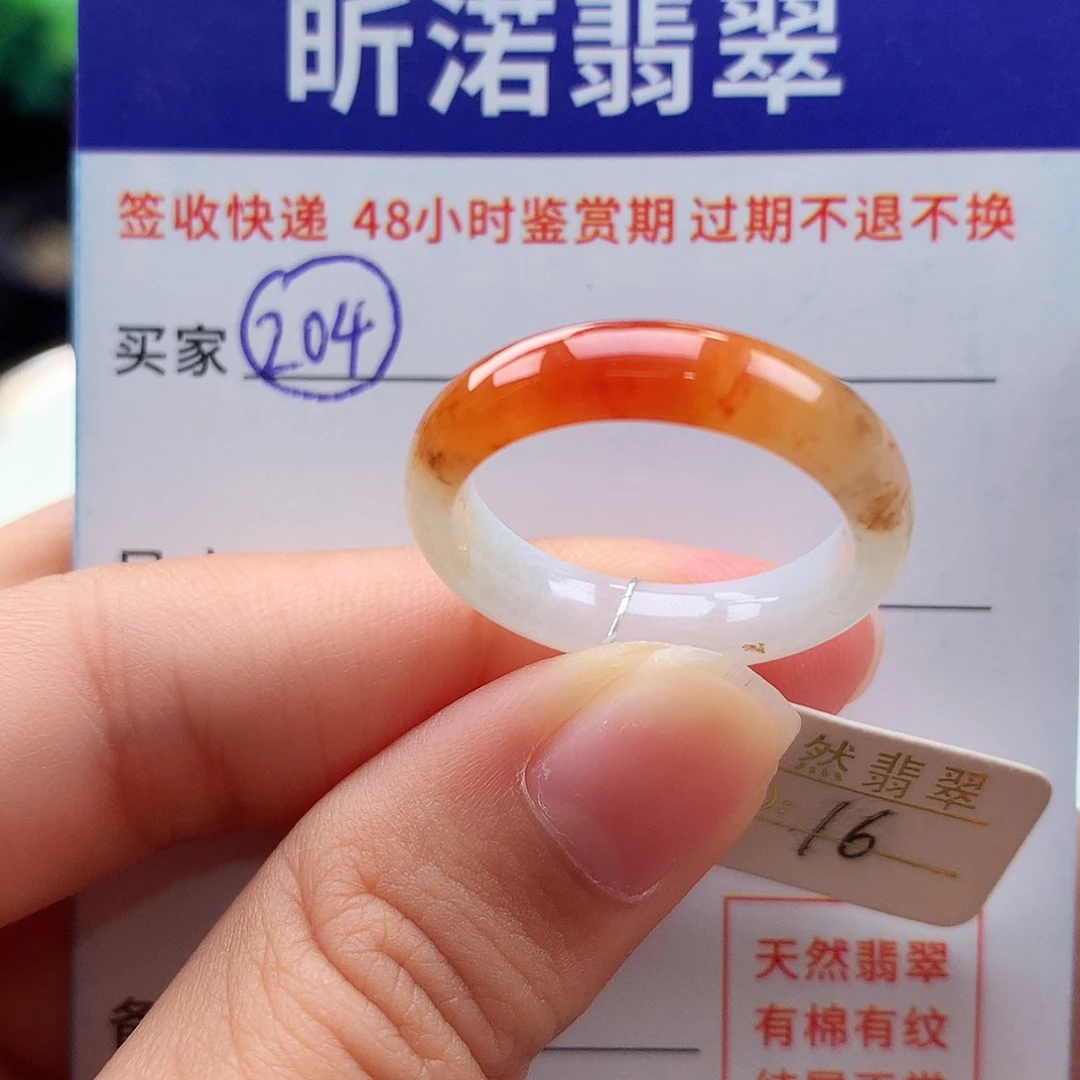 昕渃翡翠
签收快递 48小时鉴赏期 过期不退不换
买家 204
然翡翠
16
天然翡翠
有棉有纹